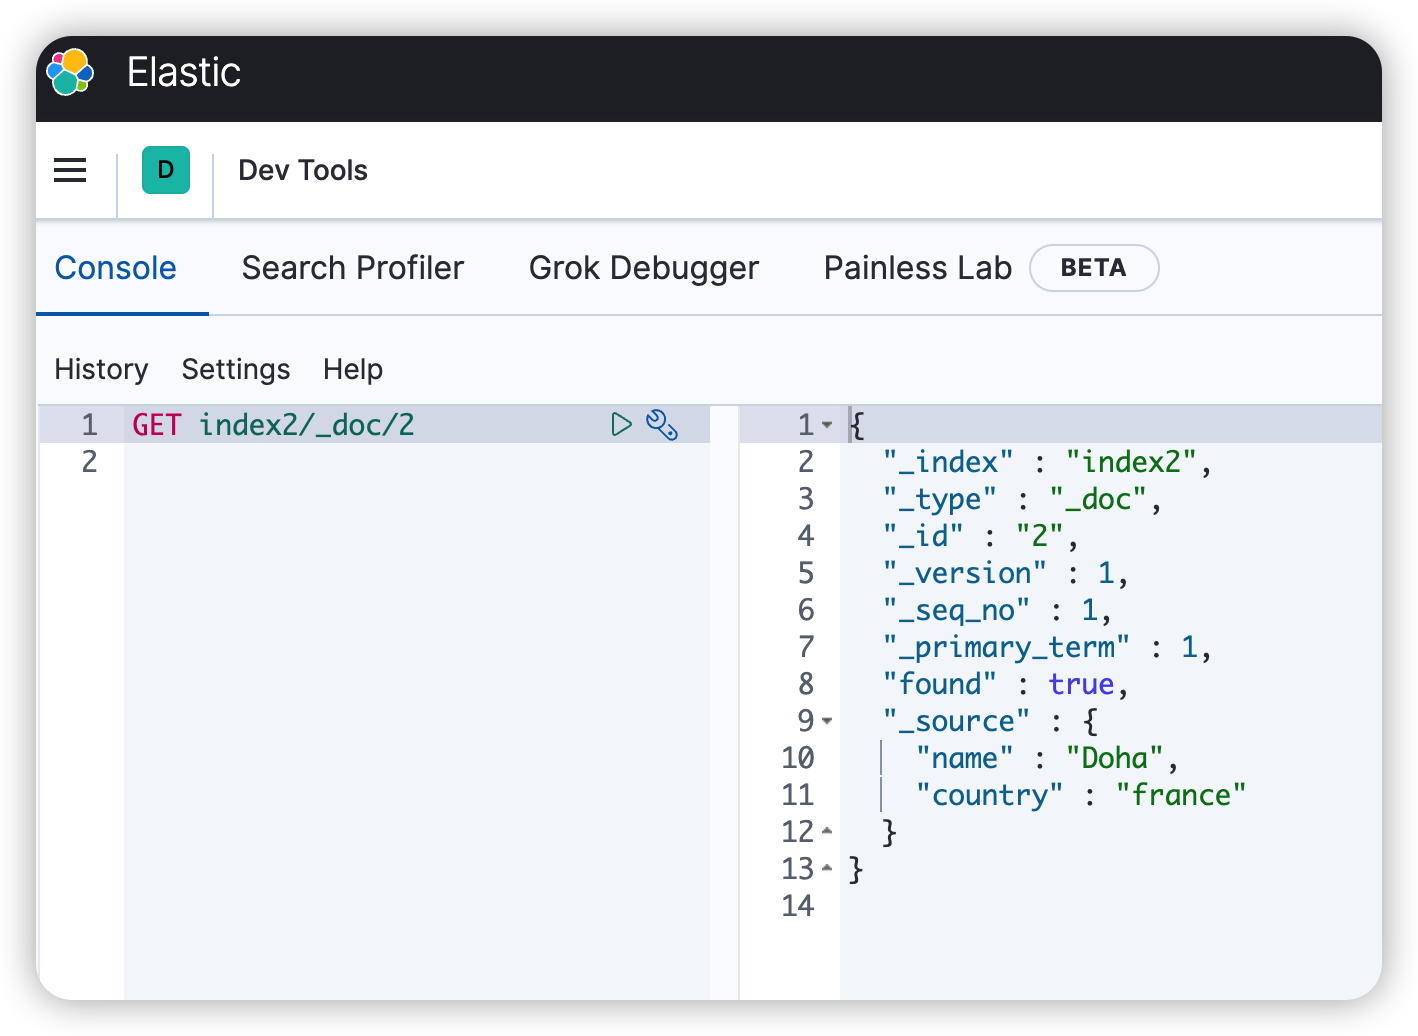 Elastic
D Dev Tools
Console Search Profiler Grok Debugger Painless Lab BETA
History Settings Help
1 GET index2/_doc/2
2
1 {
2 "_index" : "index2",
3 "_type" : "_doc",
4 "_id" : "2",
5 "_version" : 1,
6 "_seq_no" : 1,
7 "_primary_term" : 1,
8 "found" : true,
9 "_source" : {
10 "name" : "Doha",
11 "country" : "france"
12 }
13 }
14